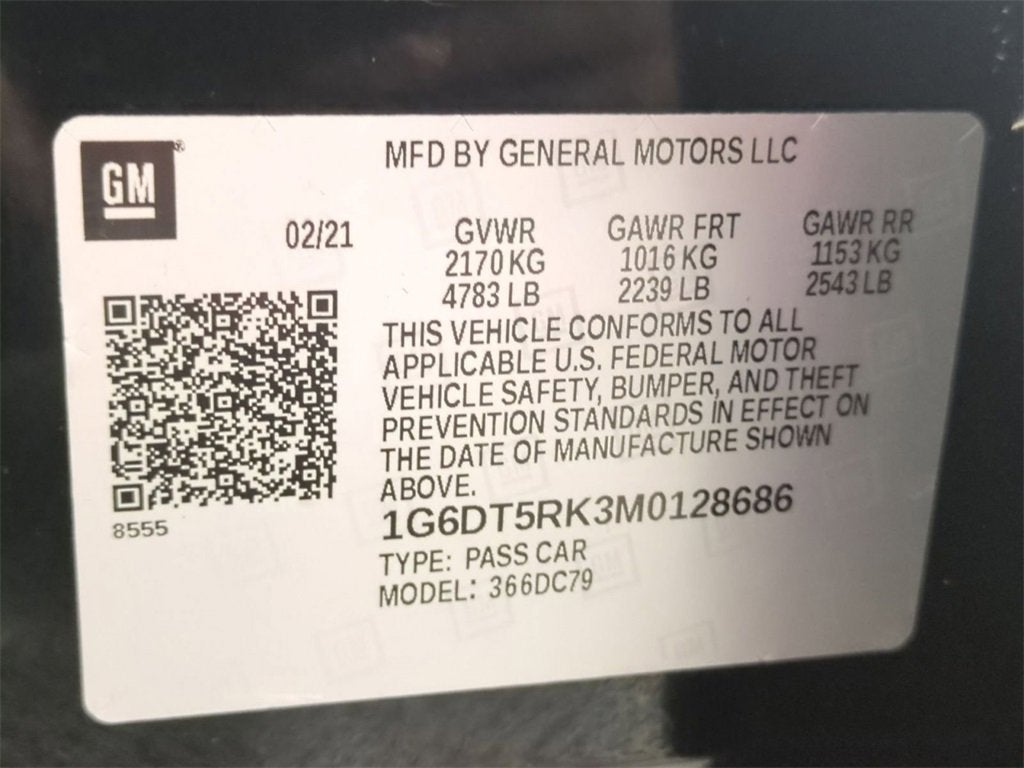 GM®
MFD BY GENERAL MOTORS LLC
02/21
GVWR GAWR FRT GAWR RR
2170 KG 1016 KG 1153 KG
4783 LB 2239 LB 2543 LB
THIS VEHICLE CONFORMS TO ALL
APPLICABLE U.S. FEDERAL MOTOR
VEHICLE SAFETY, BUMPER, AND THEFT
PREVENTION STANDARDS IN EFFECT ON
THE DATE OF MANUFACTURE SHOWN
ABOVE.
8555
1G6DT5RK3M0128686
TYPE: PASS CAR
MODEL: 366DC79